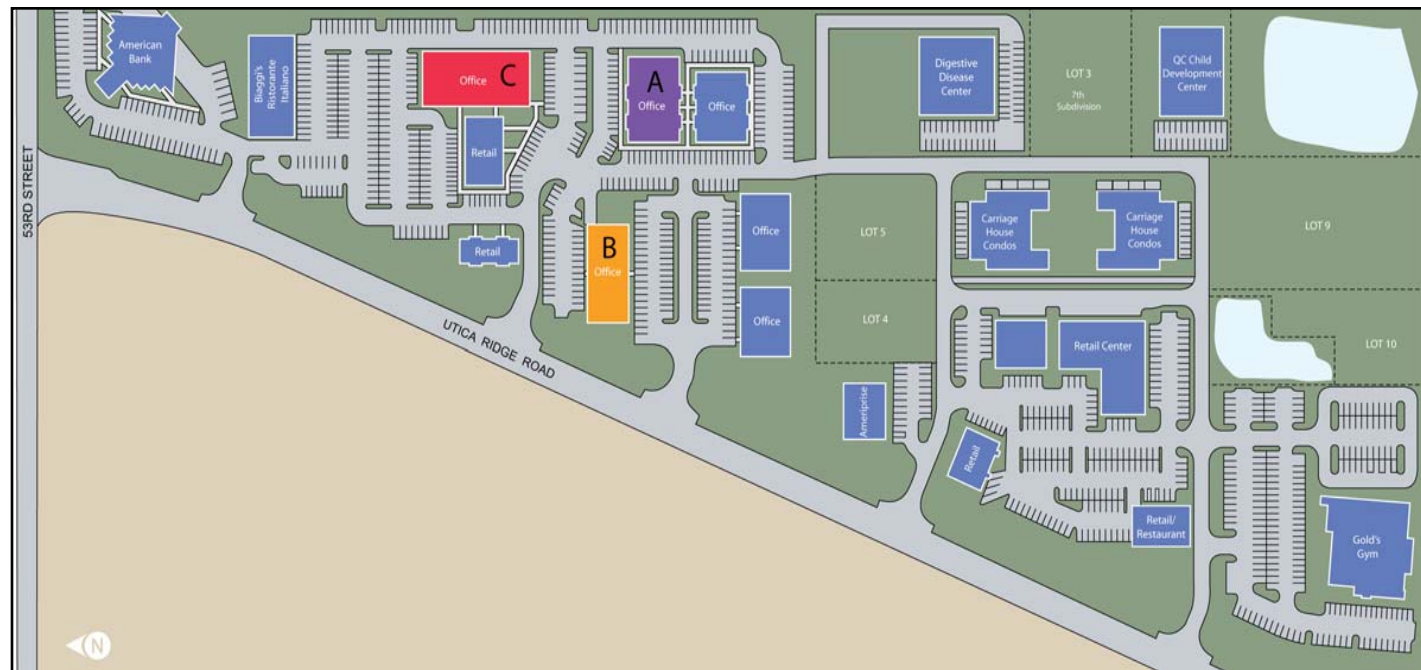 American
Bank
Biaggi's
Ristorante
Italiano
Office
C
A
Office
Office
Retail
Retail
B
Office
Office
Office
Digestive
Disease
Center
LOT 3
7th
Subdivision
QC Child
Development
Center
LOT 5
LOT 4
Carriage
House
Condos
Carriage
House
Condos
LOT 9
LOT 10
Retail Center
Ameriprise
Retail
Retail/
Restaurant
Gold's
Gym
53RD STREET
UTICA RIDGE ROAD
N